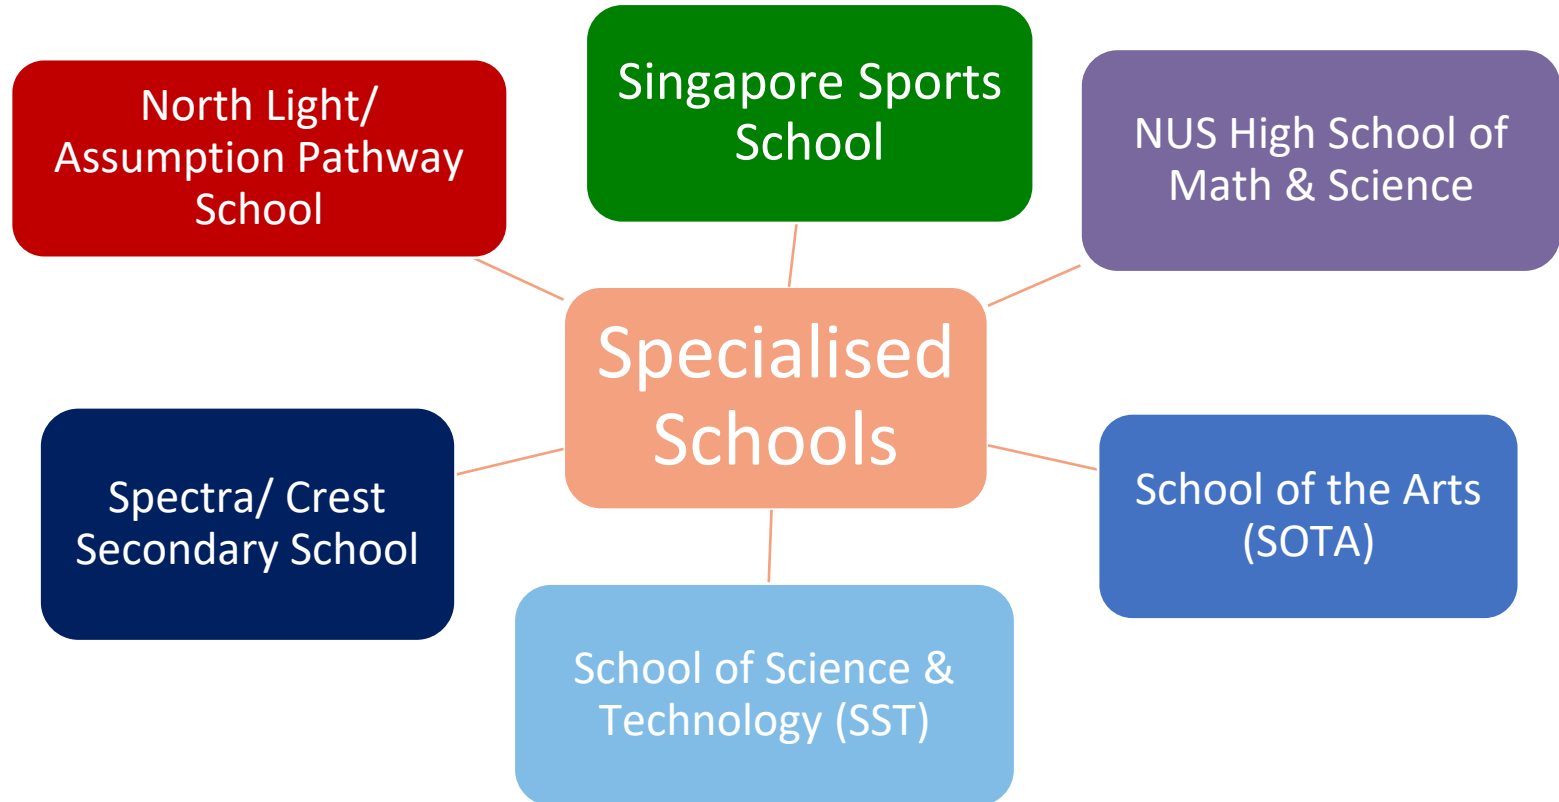 North Light/
Assumption Pathway
School
Singapore Sports
School
NUS High School of
Math & Science
Specialised
Schools
Spectra/ Crest
Secondary School
School of the Arts
(SOTA)
School of Science &
Technology (SST)